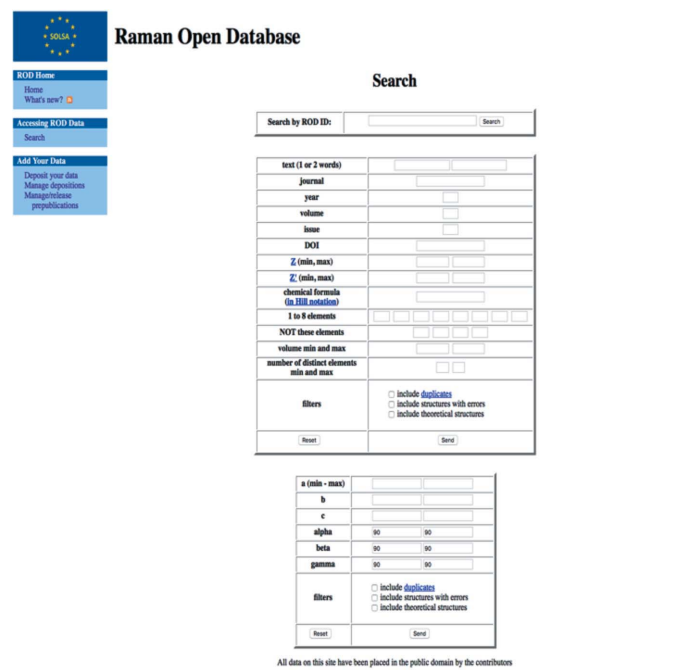 SOLSA
Raman Open Database
ROD Home
Home
What's new?
Accessing ROD Data
Search
Add Your Data
Deposit your data
Manage depositions
Manage/release
prepublications
Search
Search by ROD ID: Search
text (1 or 2 words)
journal
year
volume
issue
DOI
Z (min, max)
Z' (min, max)
chemical formula
(in Hill notation)
1 to 8 elements
NOT these elements
volume min and max
number of distinct elements
min and max
filters
include duplicates
include structures with errors
include theoretical structures
Reset Send
a (min - max)
b
c
alpha 90 90
beta 90 90
gamma 90 90
filters
include duplicates
include structures with errors
include theoretical structures
Reset Send
All data on this site have been placed in the public domain by the contributors